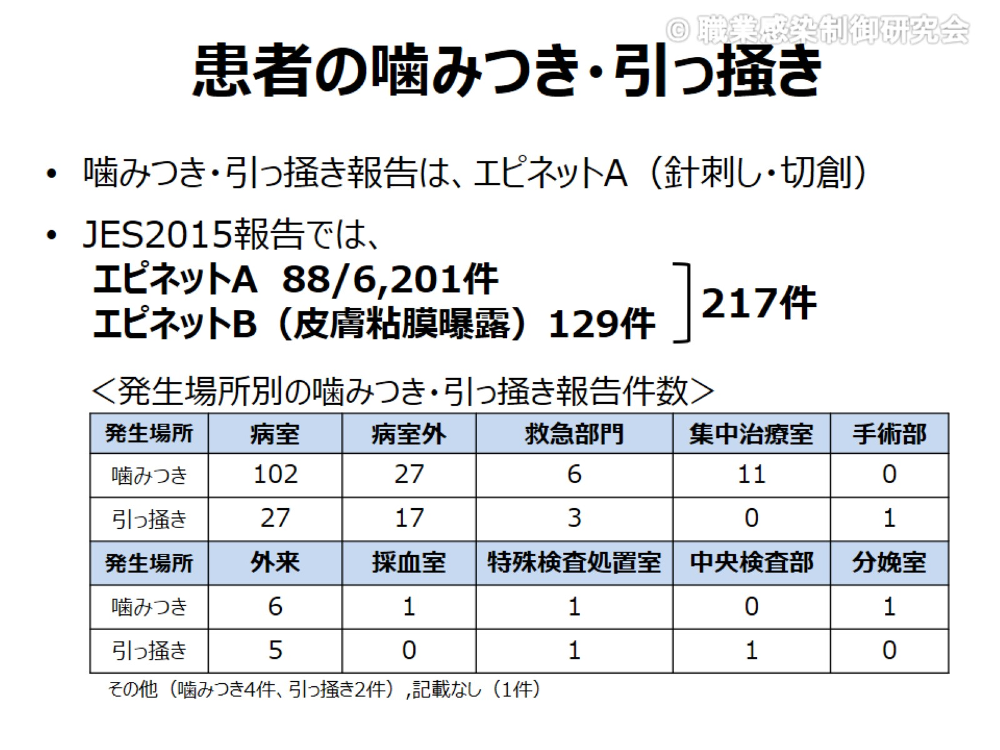 © 職業感染制御研究会
患者の噛みつき・引っ掻き
• 噛みつき・引っ掻き報告は、エピネットA（針刺し・切創）
• JES2015報告では、
エピネットA 88/6,201件
エピネットB（皮膚粘膜曝露）129件
217件
＜発生場所別の噛みつき・引っ掻き報告件数＞
発生場所 病室 病室外 救急部門 集中治療室 手術部
噛みつき 102 27 6 11 0
引っ掻き 27 17 3 0 1
発生場所 外来 採血室 特殊検査処置室 中央検査部 分娩室
噛みつき 6 1 1 0 1
引っ掻き 5 0 1 1 0
その他（噛みつき4件、引っ掻き2件）,記載なし（1件）